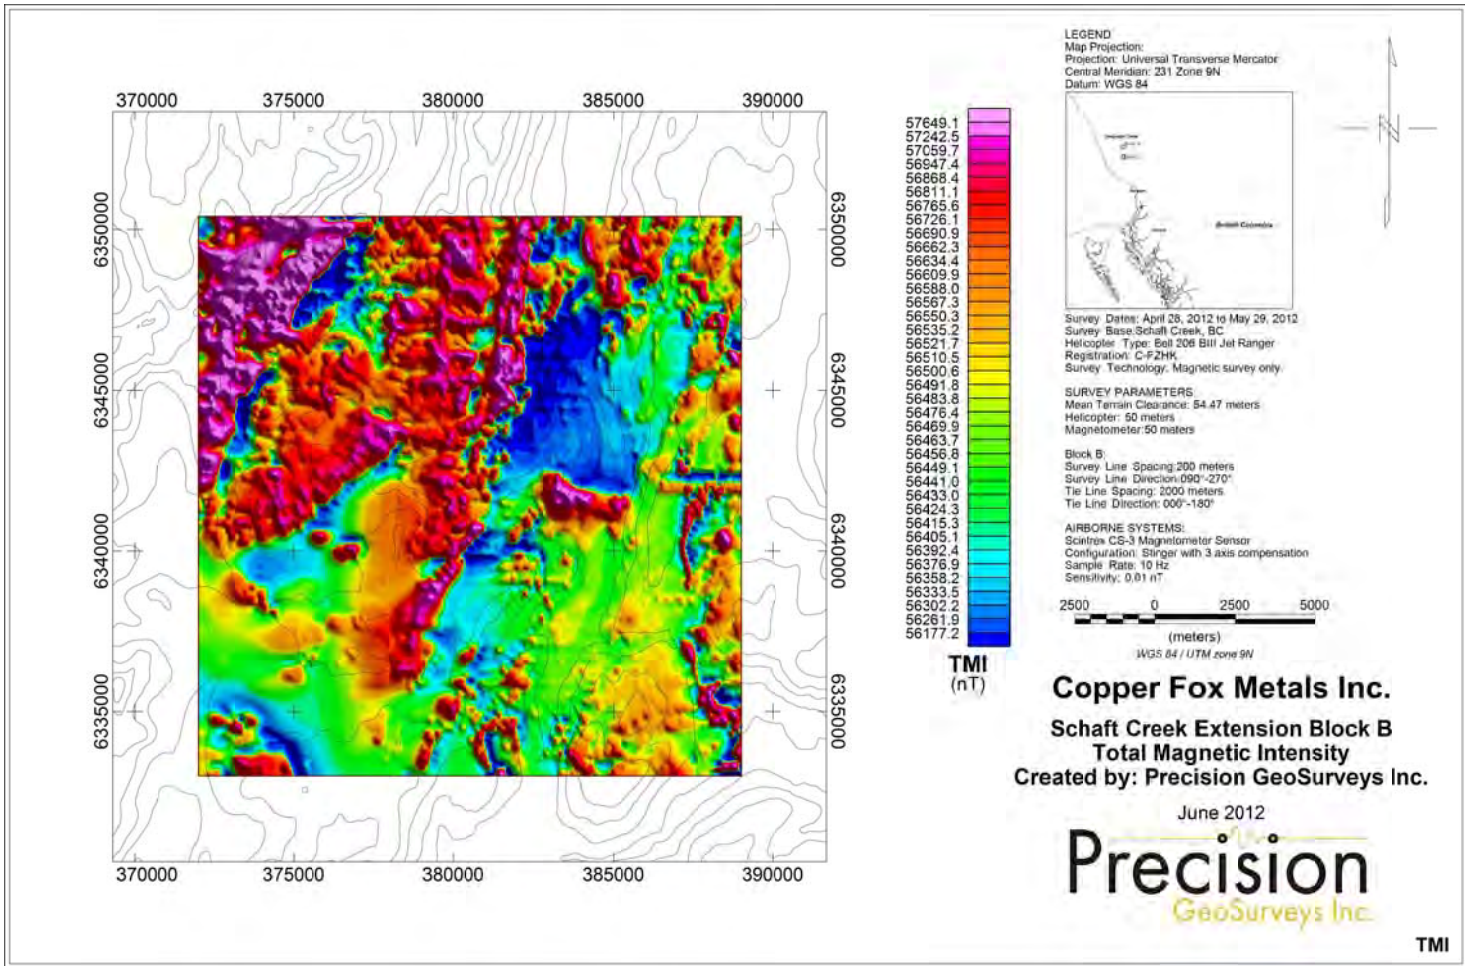 370000 375000 380000 385000 390000
6350000
6345000
6340000
6335000
6350000
6345000
6340000
6335000
370000 375000 380000 385000 390000
57649.1
57242.5
57059.7
56947.4
56868.4
56811.1
56765.6
56726.1
56690.9
56662.3
56634.4
56609.9
56588.0
56567.3
56550.3
56535.2
56521.7
56510.5
56500.6
56491.8
56483.8
56476.4
56469.9
56463.7
56456.8
56449.1
56441.0
56433.0
56424.3
56415.3
56405.1
56392.4
56376.9
56358.2
56333.5
56302.2
56261.9
56177.2
TMI
(nT)
LEGEND
Map Projection:
Projection: Universal Transverse Mercator
Central Meridian: 231 Zone 9N
Datum: WGS 84
British Columbia
N
Survey Dates: April 28, 2012 to May 29, 2012
Survey Base:Schaft Creek, BC
Helicopter Type: Bell 206 BIII Jet Ranger
Registration: C-FZHK
Survey Technology: Magnetic survey only.
SURVEY PARAMETERS
Mean Terrain Clearance: 54.47 meters
Helicopter: 50 meters
Magnetometer:50 meters
Block B:
Survey Line Spacing:200 meters
Survey Line Direction:090°-270°
Tie Line Spacing: 2000 meters
Tie Line Direction: 000°-180°
AIRBORNE SYSTEMS:
Scintrex CS-3 Magnetometer Sensor
Configuration: Stinger with 3 axis compensation
Sample Rate: 10 Hz
Sensitivity: 0.01 nT
2500 0 2500 5000
(meters)
WGS 84 / UTM zone 9N
Copper Fox Metals Inc.
Schaft Creek Extension Block B
Total Magnetic Intensity
Created by: Precision GeoSurveys Inc.
June 2012
Precision
GeoSurveys Inc.
TMI